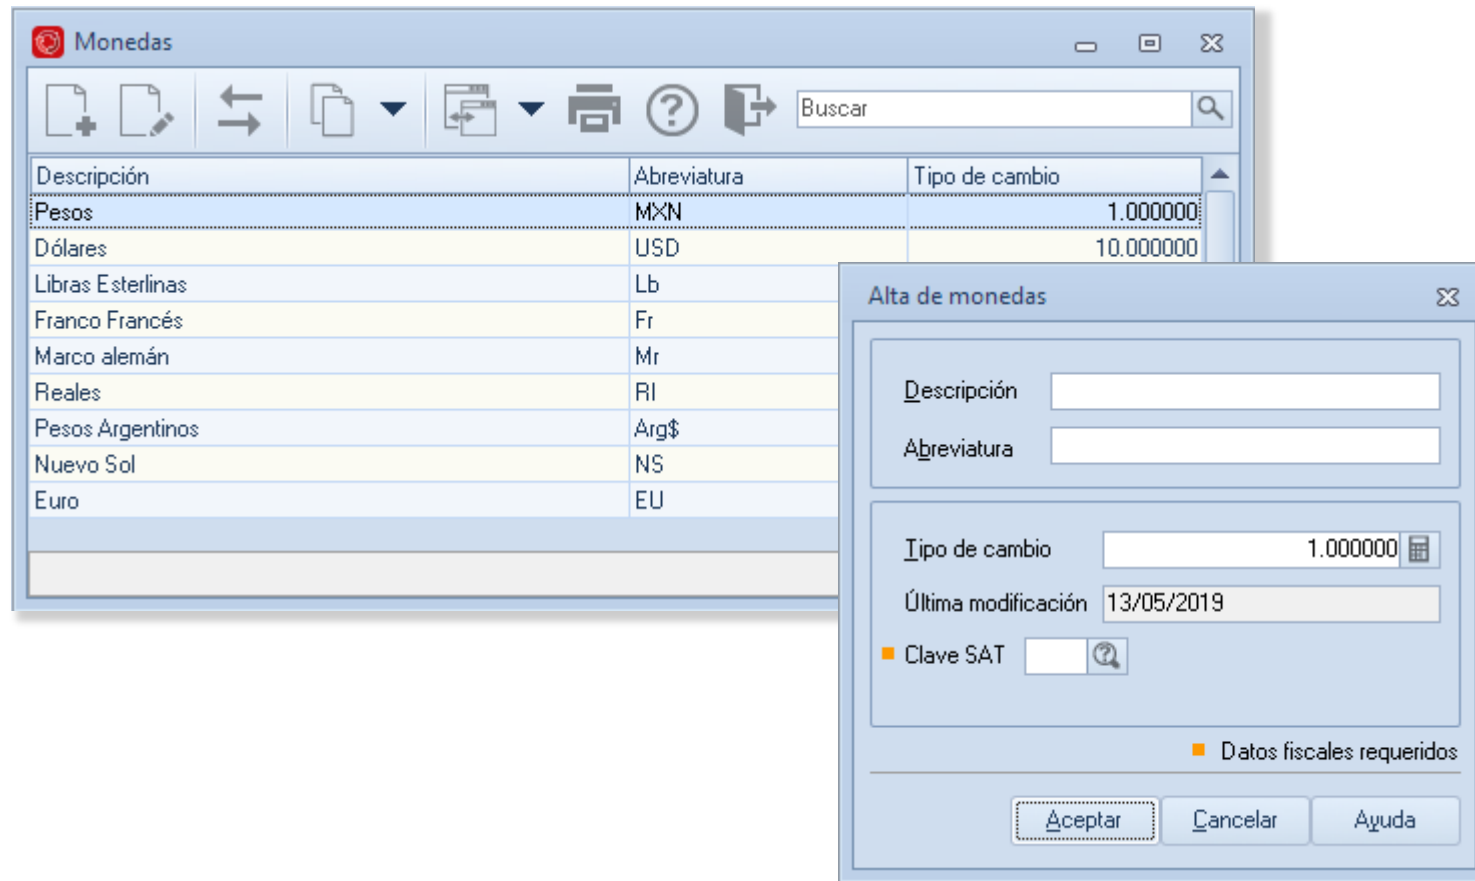 Monedas
Buscar
Descripción Abreviatura Tipo de cambio
Pesos MXN 1.000000
Dólares USD 10.000000
Libras Esterlinas Lb
Franco Francés Fr
Marco alemán Mr
Reales Rl
Pesos Argentinos Arg$
Nuevo Sol NS
Euro EU
Alta de monedas
Descripción
Abreviatura
Tipo de cambio 1.000000
Última modificación 13/05/2019
Clave SAT
Datos fiscales requeridos
Aceptar Cancelar Ayuda